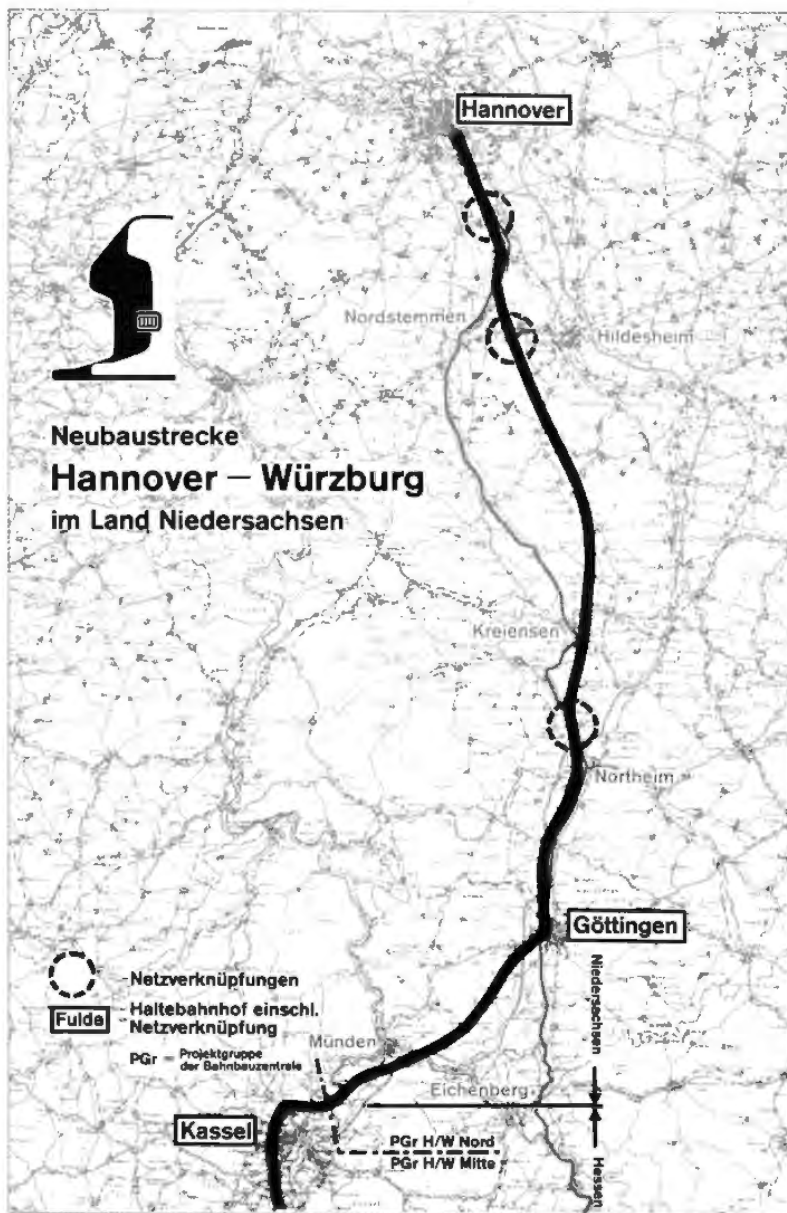 Hannover
Nordstemmen
Hildesheim
Neubaustrecke
Hannover – Würzburg
im Land Niedersachsen
Kreiensen
Northeim
Göttingen
- Netzverknüpfungen
Fulda - Haltebahnhof einschl.
Netzverknüpfung
PGr = Projektgruppe
der Bahnbauzentrale
Niedersachsen
Münden
Eichenberg
Kassel
PGr H/W Nord
PGr H/W Mitte
Hessen